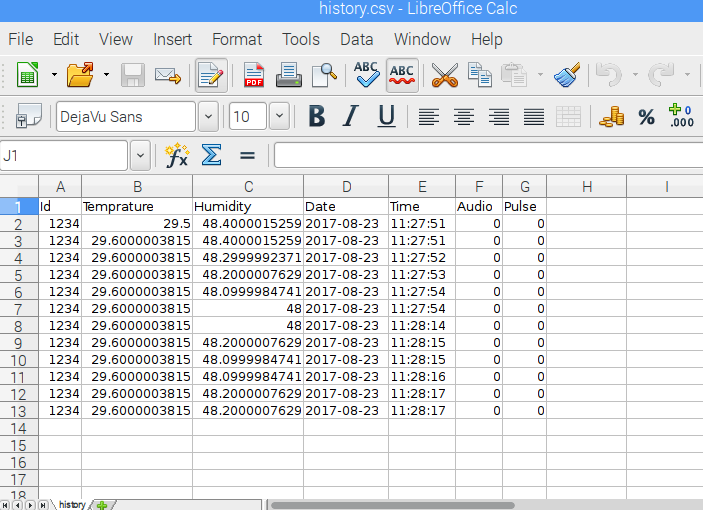 history.csv - LibreOffice Calc
File Edit View Insert Format Tools Data Window Help
PDF ABC ABC
DejaVu Sans 10 B I U % 0 .000
J1 fx Σ =
A B C D E F G H I
1 Id Temprature Humidity Date Time Audio Pulse
2 1234 29.5 48.4000015259 2017-08-23 11:27:51 0 0
3 1234 29.6000003815 48.4000015259 2017-08-23 11:27:51 0 0
4 1234 29.6000003815 48.2999992371 2017-08-23 11:27:52 0 0
5 1234 29.6000003815 48.2000007629 2017-08-23 11:27:53 0 0
6 1234 29.6000003815 48.0999984741 2017-08-23 11:27:54 0 0
7 1234 29.6000003815 48 2017-08-23 11:27:54 0 0
8 1234 29.6000003815 48 2017-08-23 11:28:14 0 0
9 1234 29.6000003815 48.2000007629 2017-08-23 11:28:15 0 0
10 1234 29.6000003815 48.0999984741 2017-08-23 11:28:15 0 0
11 1234 29.6000003815 48.0999984741 2017-08-23 11:28:16 0 0
12 1234 29.6000003815 48.2000007629 2017-08-23 11:28:17 0 0
13 1234 29.6000003815 48.2000007629 2017-08-23 11:28:17 0 0
14
15
16
17
18
history